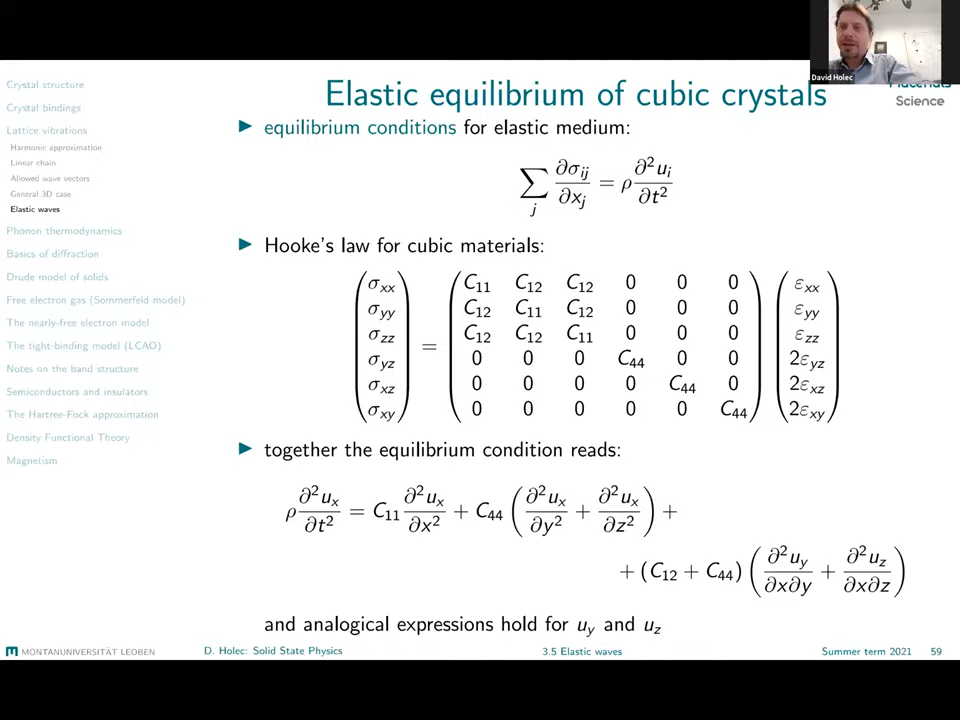 David Holec
Materials
Science
Crystal structure
Crystal bindings
Lattice vibrations
Harmonic approximation
Linear chain
Allowed wave vectors
General 3D case
Elastic waves
Phonon thermodynamics
Basics of diffraction
Drude model of solids
Free electron gas (Sommerfeld model)
The nearly-free electron model
The tight-binding model (LCAO)
Notes on the band structure
Semiconductors and insulators
The Hartree-Fock approximation
Density Functional Theory
Magnetism
Elastic equilibrium of cubic crystals
▶ equilibrium conditions for elastic medium:
∑_j ∂σ_ij/∂x_j = ρ ∂²u_i/∂t²
▶ Hooke's law for cubic materials:
(σ_xx) (C₁₁ C₁₂ C₁₂ 0 0 0) (ε_xx)
(σ_yy) (C₁₂ C₁₁ C₁₂ 0 0 0) (ε_yy)
(σ_zz) (C₁₂ C₁₂ C₁₁ 0 0 0) (ε_zz)
(σ_yz) = (0 0 0 C₄₄ 0 0) (2ε_yz)
(σ_xz) (0 0 0 0 C₄₄ 0) (2ε_xz)
(σ_xy) (0 0 0 0 0 C₄₄) (2ε_xy)
▶ together the equilibrium condition reads:
ρ ∂²u_x/∂t² = C₁₁ ∂²u_x/∂x² + C₄₄ (∂²u_x/∂y² + ∂²u_x/∂z²) +
+ (C₁₂ + C₄₄) (∂²u_y/∂x∂y + ∂²u_z/∂x∂z)
and analogical expressions hold for u_y and u_z
MONTANUNIVERSITÄT LEOBEN
D. Holec: Solid State Physics
3.5 Elastic waves
Summer term 2021
59